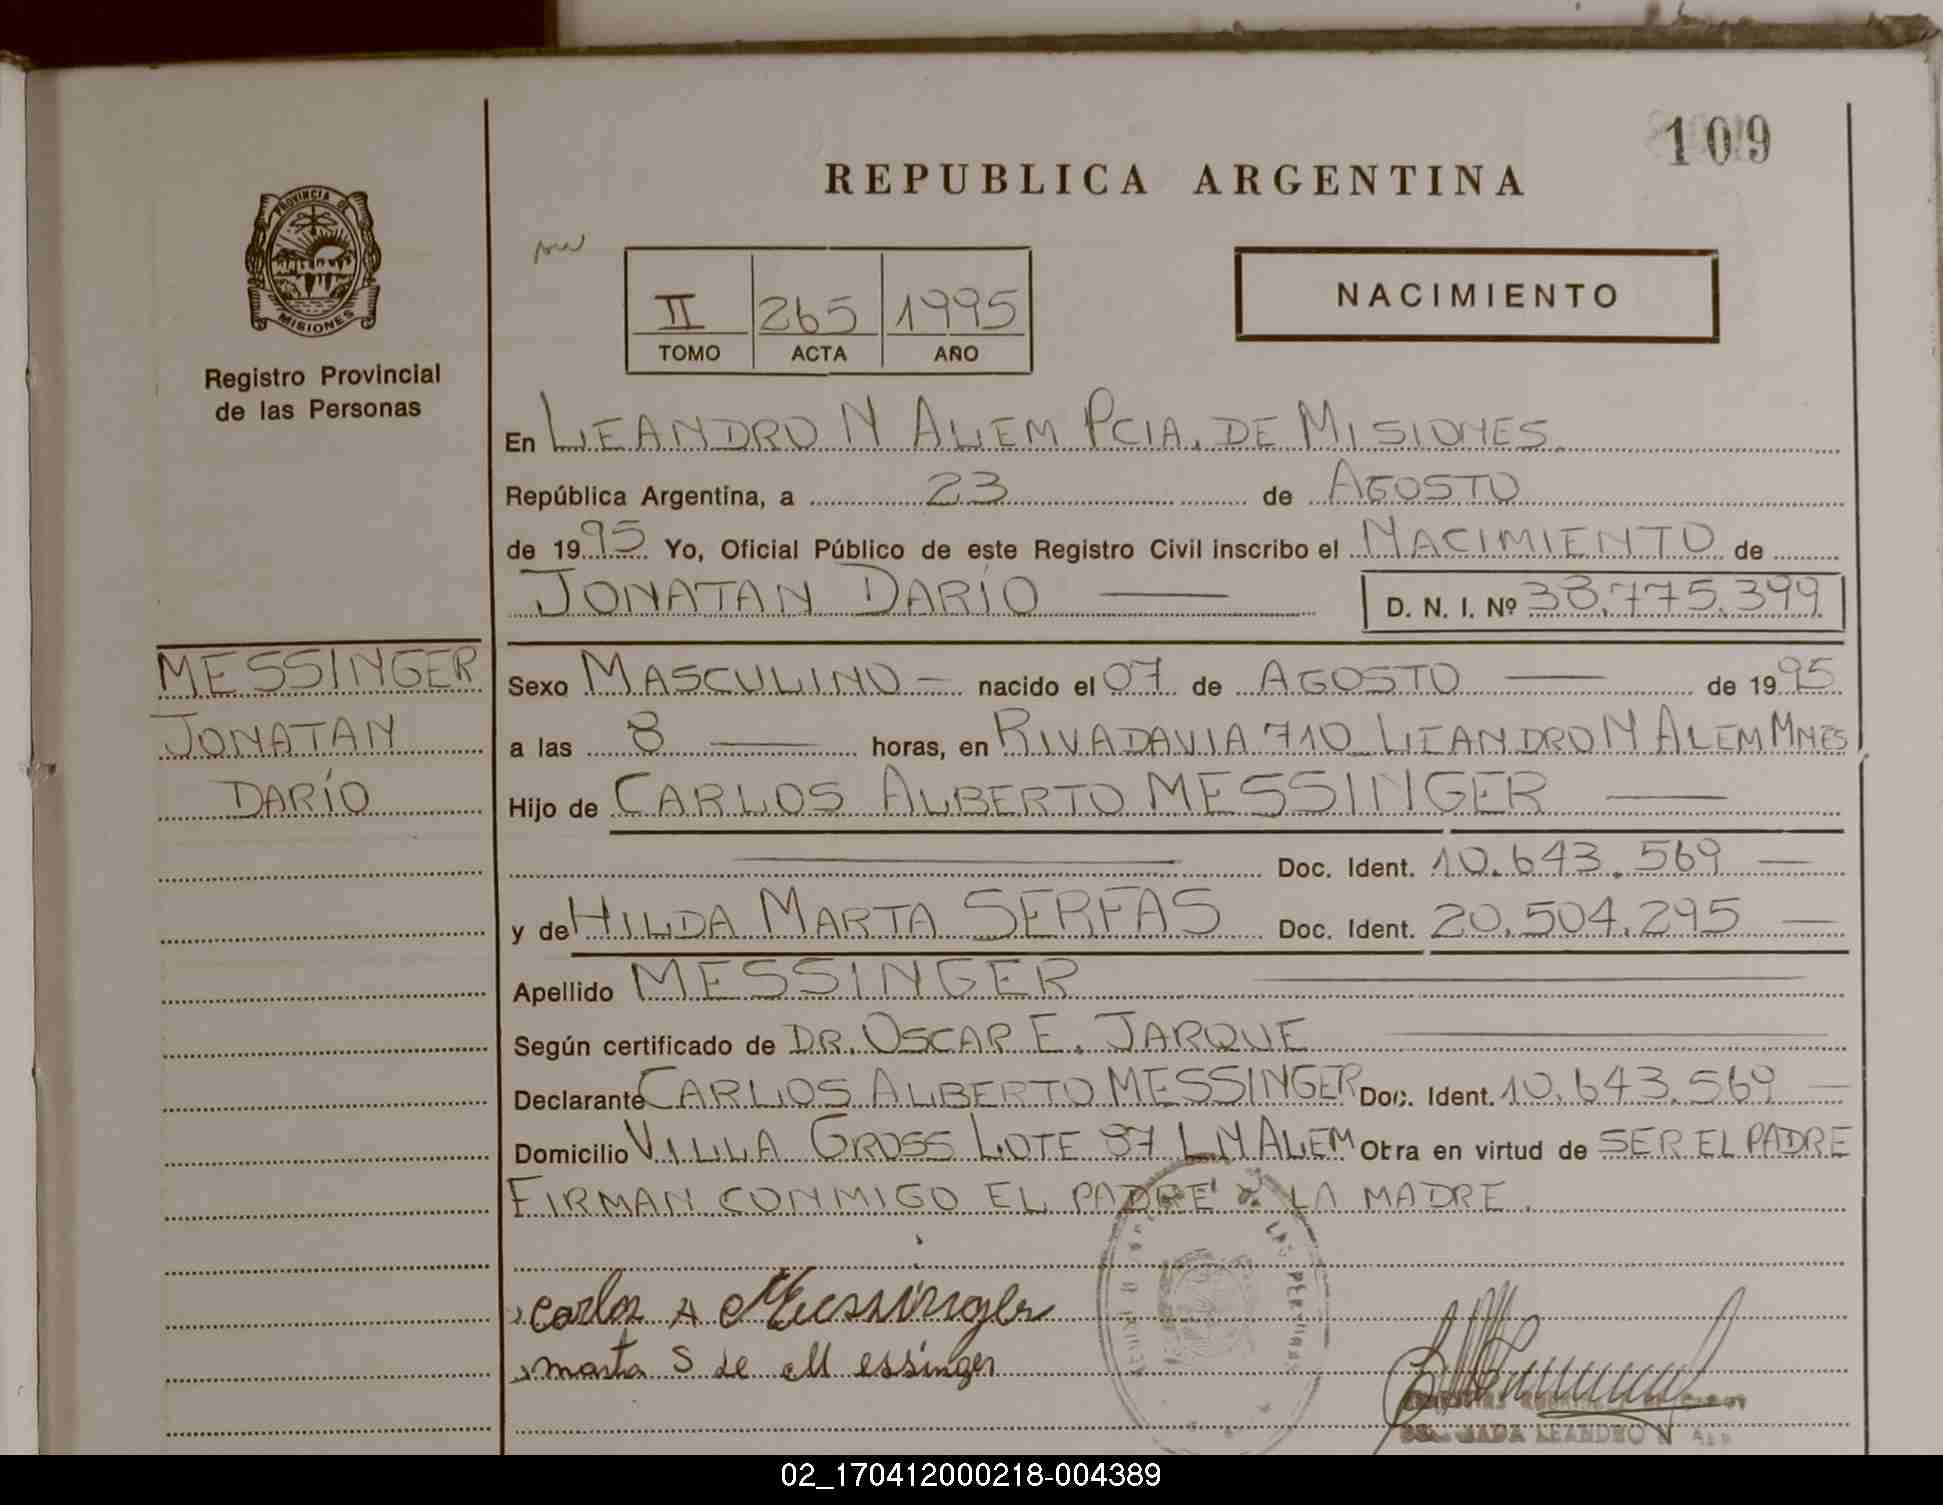 109
REPUBLICA ARGENTINA
PROVINCIA DE
MISIONES
II 265 1995
TOMO ACTA AÑO
NACIMIENTO
Registro Provincial
de las Personas
En LEANDRO N ALEM PCIA. DE MISIONES.
República Argentina, a 23 de AGOSTO
de 1995 Yo, Oficial Público de este Registro Civil inscribo el NACIMIENTO de
JONATAN DARÍO D. N. I. Nº 38.775.399
MESSINGER
JONATAN
DARÍO
Sexo MASCULINO nacido el 07 de AGOSTO de 1995
a las 8 horas, en RIVADAVIA 710 LEANDRO N ALEM MNES
Hijo de CARLOS ALBERTO MESSINGER
Doc. Ident. 10.643.569
y de HILDA MARTA SERFAS Doc. Ident. 20.504.295
Apellido MESSINGER
Según certificado de DR. OSCAR E. JARQUE
Declarante CARLOS ALBERTO MESSINGER Doc. Ident. 10.643.569
Domicilio VILLA GROSS LOTE 87 L N ALEM Obra en virtud de SER EL PADRE
FIRMAN CONMIGO EL PADRE Y LA MADRE.
Carlos A Messinger
marta S de Messinger
LAS PERSONAS
LEANDRO N
02_170412000218-004389